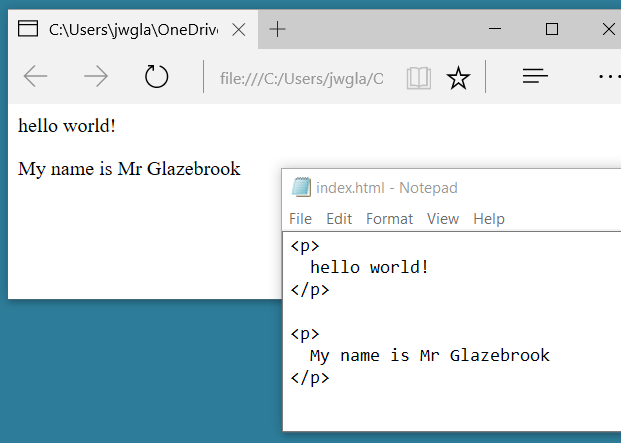 C:\Users\jwgla\OneDrive
file:///C:/Users/jwgla/O
hello world!
My name is Mr Glazebrook
index.html - Notepad
File Edit Format View Help
<p>
hello world!
</p>
<p>
My name is Mr Glazebrook
</p>